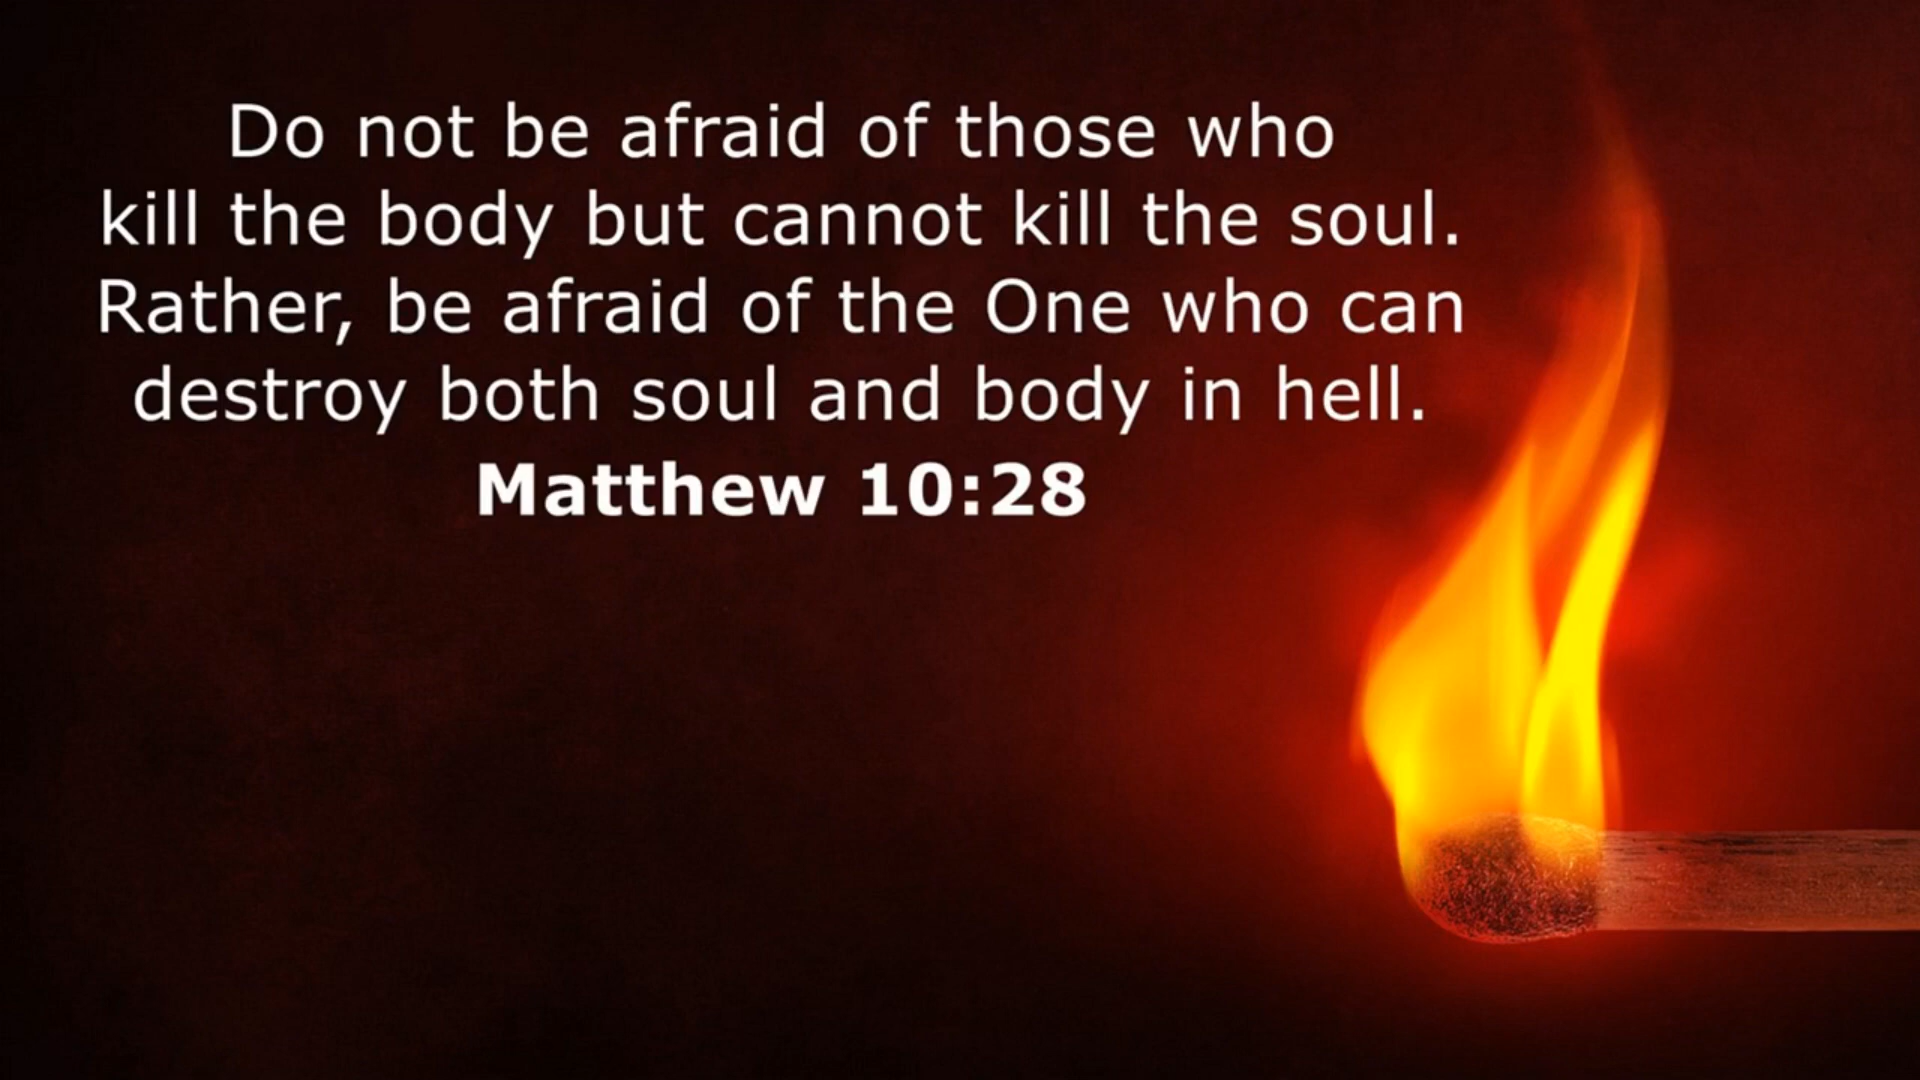 Do not be afraid of those who
kill the body but cannot kill the soul.
Rather, be afraid of the One who can
destroy both soul and body in hell.
Matthew 10:28